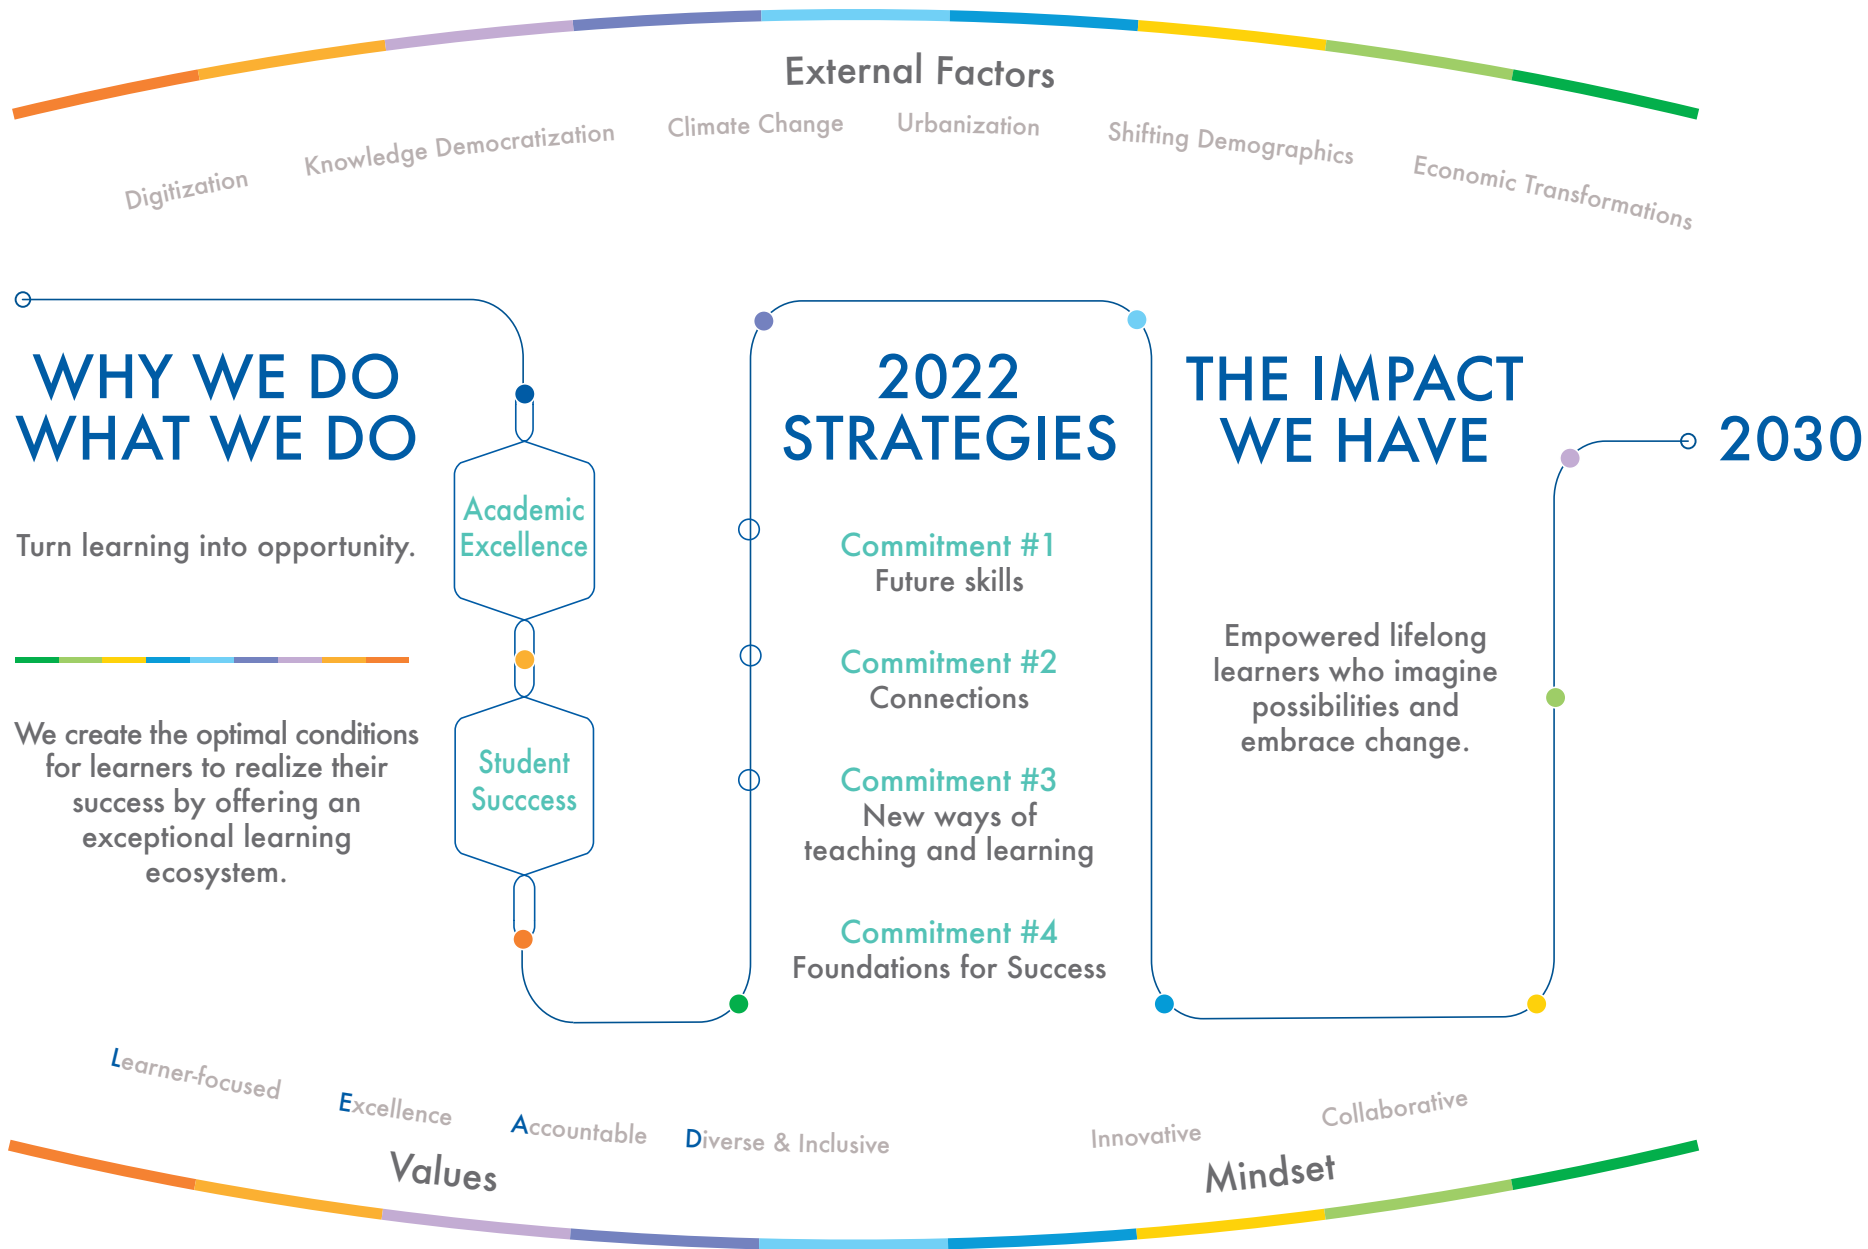 External Factors
Digitization
Knowledge Democratization
Climate Change
Urbanization
Shifting Demographics
Economic Transformations
WHY WE DO
WHAT WE DO
Turn learning into opportunity.
We create the optimal conditions
for learners to realize their
success by offering an
exceptional learning
ecosystem.
Academic
Excellence
Student
Succcess
2022
STRATEGIES
Commitment #1
Future skills
Commitment #2
Connections
Commitment #3
New ways of
teaching and learning
Commitment #4
Foundations for Success
THE IMPACT
WE HAVE
Empowered lifelong
learners who imagine
possibilities and
embrace change.
2030
Learner-focused
Excellence
Accountable
Diverse & Inclusive
Values
Innovative
Collaborative
Mindset